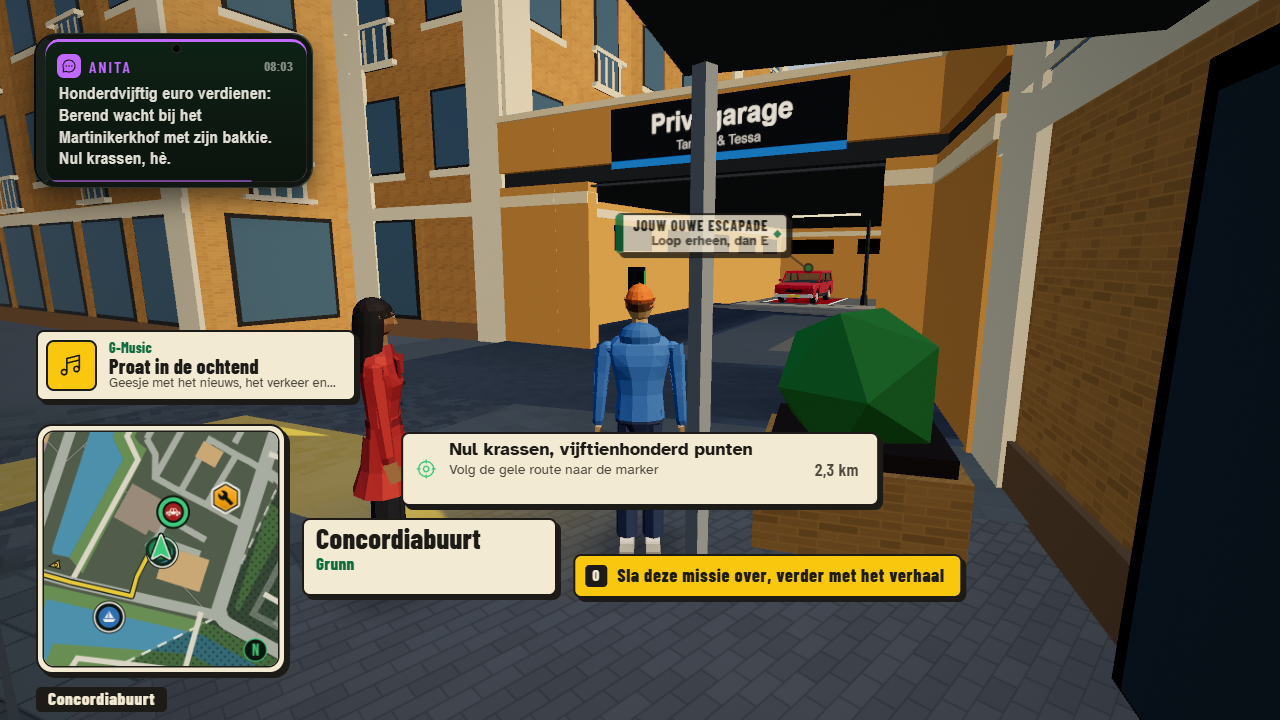 ANITA
08:03
Honderdvijftig euro verdienen:
Berend wacht bij het
Martinikerkhof met zijn bakkie.
Nul krassen, hè.
garage
& Tessa
JOUW OUWE ESCAPADE
Loop erheen, dan E
G-Music
Proat in de ochtend
Geesje met het nieuws, het verkeer en...
Nul krassen, vijftienhonderd punten
Volg de gele route naar de marker
2,3 km
Concordiabuurt
Grunn
0 Sla deze missie over, verder met het verhaal
N
Concordiabuurt